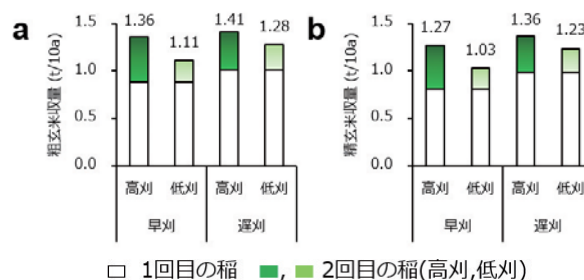 a
粗玄米収量 (t/10a)
1.5
1.0
0.5
0.0
1.36
1.11
1.41
1.28
高刈 低刈 高刈 低刈
早刈 遅刈
b
精玄米収量 (t/10a)
1.5
1.0
0.5
0.0
1.27
1.03
1.36
1.23
高刈 低刈 高刈 低刈
早刈 遅刈
1回目の稲 , 2回目の稲(高刈,低刈)